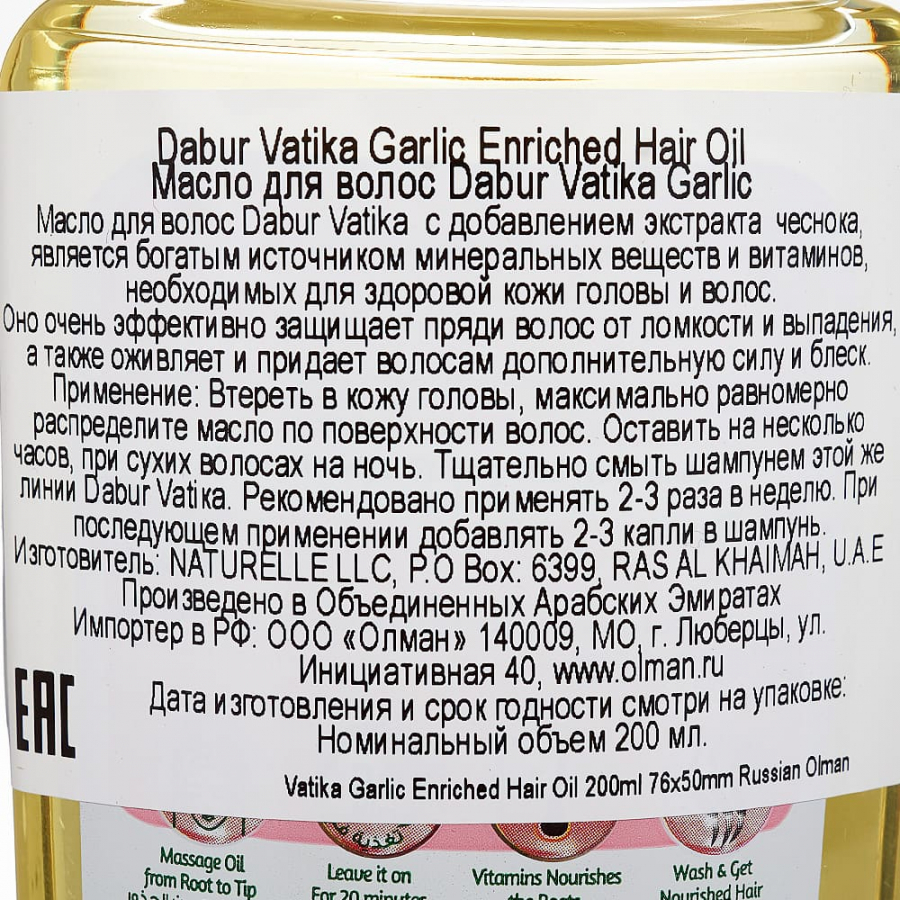 Dabur Vatika Garlic Enriched Hair Oil
Масло для волос Dabur Vatika Garlic
Масло для волос Dabur Vatika с добавлением экстракта чеснока,
является богатым источником минеральных веществ и витаминов,
необходимых для здоровой кожи головы и волос.
Оно очень эффективно защищает пряди волос от ломкости и выпадения,
а также оживляет и придает волосам дополнительную силу и блеск.
Применение: Втереть в кожу головы, максимально равномерно
распределите масло по поверхности волос. Оставить на несколько
часов, при сухих волосах на ночь. Тщательно смыть шампунем этой же
линии Dabur Vatika. Рекомендовано применять 2-3 раза в неделю. При
последующем применении добавлять 2-3 капли в шампунь.
Изготовитель: NATURELLE LLC, P.O Box: 6399, RAS AL KHAIMAH, U.A.E
Произведено в Объединенных Арабских Эмиратах
Импортер в РФ: ООО «Олман» 140009, МО, г. Люберцы, ул.
Инициативная 40, www.olman.ru
Дата изготовления и срок годности смотри на упаковке:
Номинальный объем 200 мл.
EAC
Vatika Garlic Enriched Hair Oil 200ml 76x50mm Russian Olman
Massage Oil
from Root to Tip
Leave it on
For 20 minutes
Vitamins Nourishes
the Roots
Wash & Get
Nourished Hair